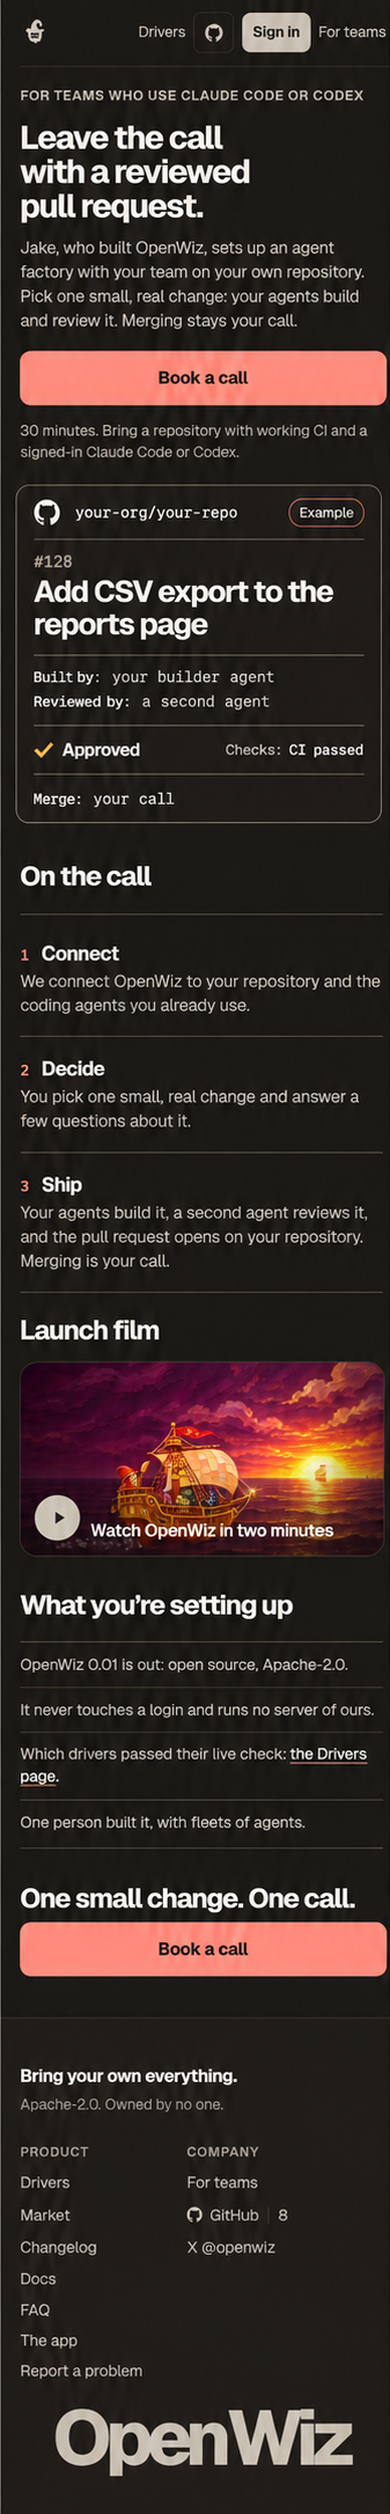 Drivers
Sign in
For teams
FOR TEAMS WHO USE CLAUDE CODE OR CODEX
Leave the call
with a reviewed
pull request.
Jake, who built OpenWiz, sets up an agent
factory with your team on your own repository.
Pick one small, real change: your agents build
and review it. Merging stays your call.
Book a call
30 minutes. Bring a repository with working CI and a
signed-in Claude Code or Codex.
your-org/your-repo
Example
#128
Add CSV export to the
reports page
Built by: your builder agent
Reviewed by: a second agent
Approved
Checks: CI passed
Merge: your call
On the call
1 Connect
We connect OpenWiz to your repository and the
coding agents you already use.
2 Decide
You pick one small, real change and answer a
few questions about it.
3 Ship
Your agents build it, a second agent reviews it,
and the pull request opens on your repository.
Merging is your call.
Launch film
Watch OpenWiz in two minutes
What you’re setting up
OpenWiz 0.01 is out: open source, Apache-2.0.
It never touches a login and runs no server of ours.
Which drivers passed their live check: the Drivers
page.
One person built it, with fleets of agents.
One small change. One call.
Book a call
Bring your own everything.
Apache-2.0. Owned by no one.
PRODUCT
Drivers
Market
Changelog
Docs
FAQ
The app
Report a problem
COMPANY
For teams
GitHub 8
X @openwiz
OpenWiz